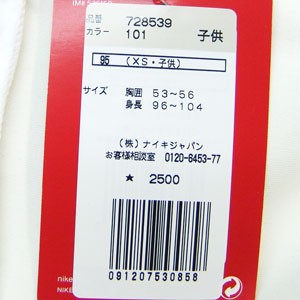 品番 728539
カラー 101 子供
95 (XS・子供)
サイズ 胸囲 53~56
身長 96~104
(株)ナイキジャパン
お客様相談室 0120-6453-77
★ 2500
091207530858